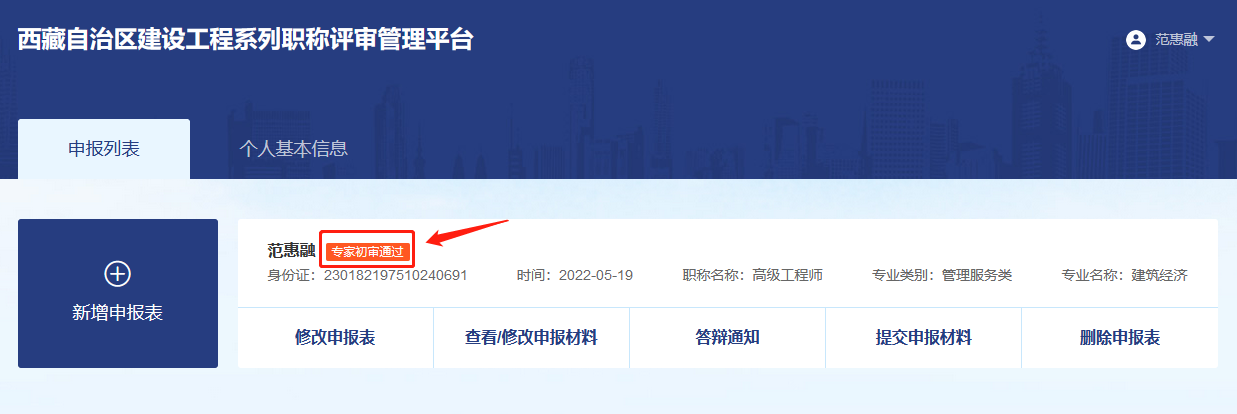 西藏自治区建设工程系列职称评审管理平台
范惠融
申报列表
个人基本信息
新增申报表
范惠融 专家初审通过
身份证：230182197510240691 时间：2022-05-19 职称名称：高级工程师 专业类别：管理服务类 专业名称：建筑经济
修改申报表 查看/修改申报材料 答辩通知 提交申报材料 删除申报表